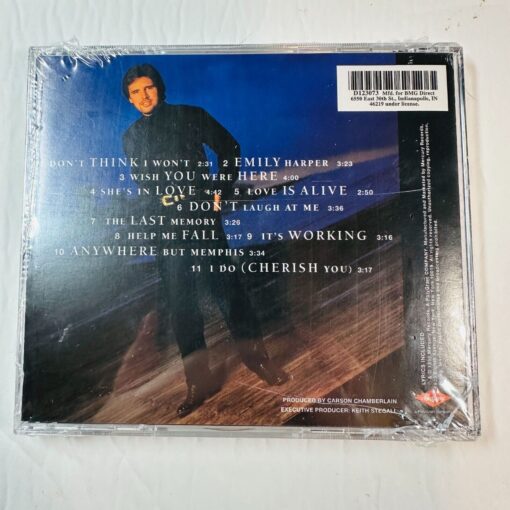 D123073 Mfd. for BMG Direct
6550 East 30th St., Indianapolis, IN
46219 under license.
DON'T THINK I WON'T 2:31 2 EMILY HARPER 3:23
3 WISH YOU WERE HERE 4:00
4 SHE'S IN LOVE 4:42 5 LOVE IS ALIVE 2:50
6 DON'T LAUGH AT ME 3:36
7 THE LAST MEMORY 3:26
8 HELP ME FALL 3:17 9 IT'S WORKING 3:16
10 ANYWHERE BUT MEMPHIS 3:34
11 I DO (CHERISH YOU) 3:17
PRODUCED BY CARSON CHAMBERLAIN
EXECUTIVE PRODUCER: KEITH STEGALL
LYRICS INCLUDED